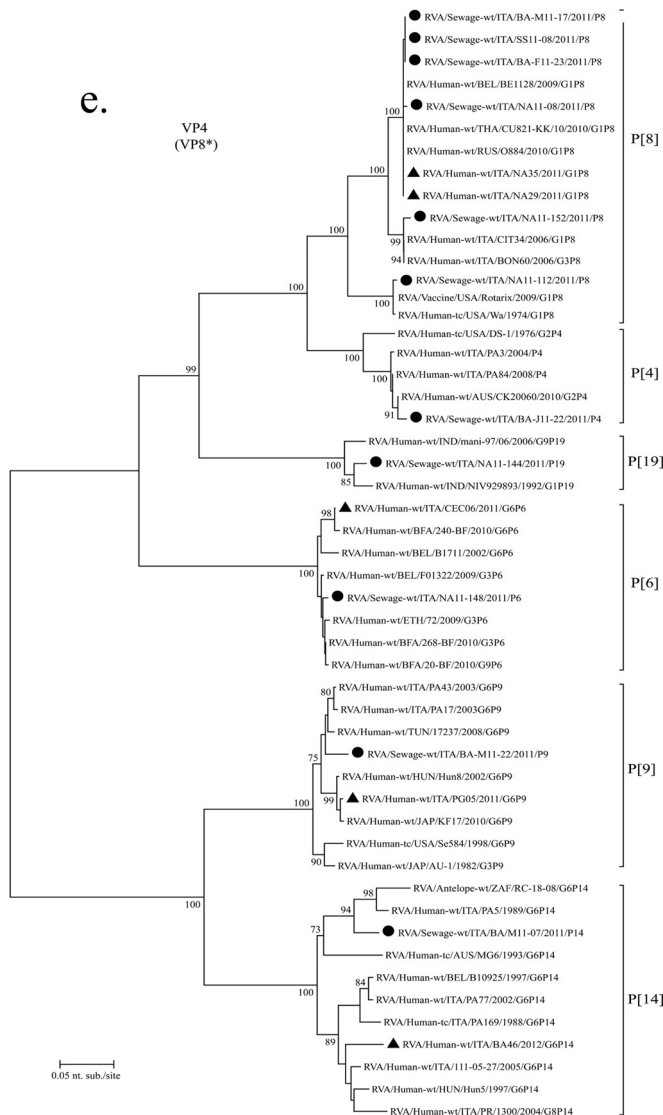 e.
VP4
(VP8*)
RVA/Sewage-wt/ITA/BA-M11-17/2011/P8
RVA/Sewage-wt/ITA/SS11-08/2011/P8
RVA/Sewage-wt/ITA/BA-F11-23/2011/P8
RVA/Human-wt/BEL/BE1128/2009/G1P8
RVA/Sewage-wt/ITA/NA11-08/2011/P8
RVA/Human-wt/THA/CU821-KK/10/2010/G1P8
RVA/Human-wt/RUS/O884/2010/G1P8
RVA/Human-wt/ITA/NA35/2011/G1P8
RVA/Human-wt/ITA/NA29/2011/G1P8
RVA/Sewage-wt/ITA/NA11-152/2011/P8
RVA/Human-wt/ITA/CIT34/2006/G1P8
RVA/Human-wt/ITA/BON60/2006/G3P8
RVA/Sewage-wt/ITA/NA11-112/2011/P8
RVA/Vaccine/USA/Rotarix/2009/G1P8
RVA/Human-tc/USA/Wa/1974/G1P8
P[8]
100
100
99
94
100
100
RVA/Human-tc/USA/DS-1/1976/G2P4
RVA/Human-wt/ITA/PA3/2004/P4
RVA/Human-wt/ITA/PA84/2008/P4
RVA/Human-wt/AUS/CK20060/2010/G2P4
RVA/Sewage-wt/ITA/BA-J11-22/2011/P4
P[4]
100
100
91
99
RVA/Human-wt/IND/mani-97/06/2006/G9P19
RVA/Sewage-wt/ITA/NA11-144/2011/P19
RVA/Human-wt/IND/NIV929893/1992/G1P19
P[19]
100
85
RVA/Human-wt/ITA/CEC06/2011/G6P6
RVA/Human-wt/BFA/240-BF/2010/G6P6
RVA/Human-wt/BEL/B1711/2002/G6P6
RVA/Human-wt/BEL/F01322/2009/G3P6
RVA/Sewage-wt/ITA/NA11-148/2011/P6
RVA/Human-wt/ETH/72/2009/G3P6
RVA/Human-wt/BFA/268-BF/2010/G3P6
RVA/Human-wt/BFA/20-BF/2010/G9P6
P[6]
98
100
RVA/Human-wt/ITA/PA43/2003/G6P9
RVA/Human-wt/ITA/PA17/2003G6P9
RVA/Human-wt/TUN/17237/2008/G6P9
RVA/Sewage-wt/ITA/BA-M11-22/2011/P9
RVA/Human-wt/HUN/Hun8/2002/G6P9
RVA/Human-wt/ITA/PG05/2011/G6P9
RVA/Human-wt/JAP/KF17/2010/G6P9
RVA/Human-tc/USA/Se584/1998/G6P9
RVA/Human-wt/JAP/AU-1/1982/G3P9
P[9]
80
75
99
100
90
100
RVA/Antelope-wt/ZAF/RC-18-08/G6P14
RVA/Human-wt/ITA/PA5/1989/G6P14
RVA/Sewage-wt/ITA/BA/M11-07/2011/P14
RVA/Human-tc/AUS/MG6/1993/G6P14
RVA/Human-wt/BEL/B10925/1997/G6P14
RVA/Human-wt/ITA/PA77/2002/G6P14
RVA/Human-tc/ITA/PA169/1988/G6P14
RVA/Human-wt/ITA/BA46/2012/G6P14
RVA/Human-wt/ITA/111-05-27/2005/G6P14
RVA/Human-wt/HUN/Hun5/1997/G6P14
RVA/Human-wt/ITA/PR/1300/2004/G8P14
P[14]
98
94
73
100
84
89
0.05 nt. sub./site